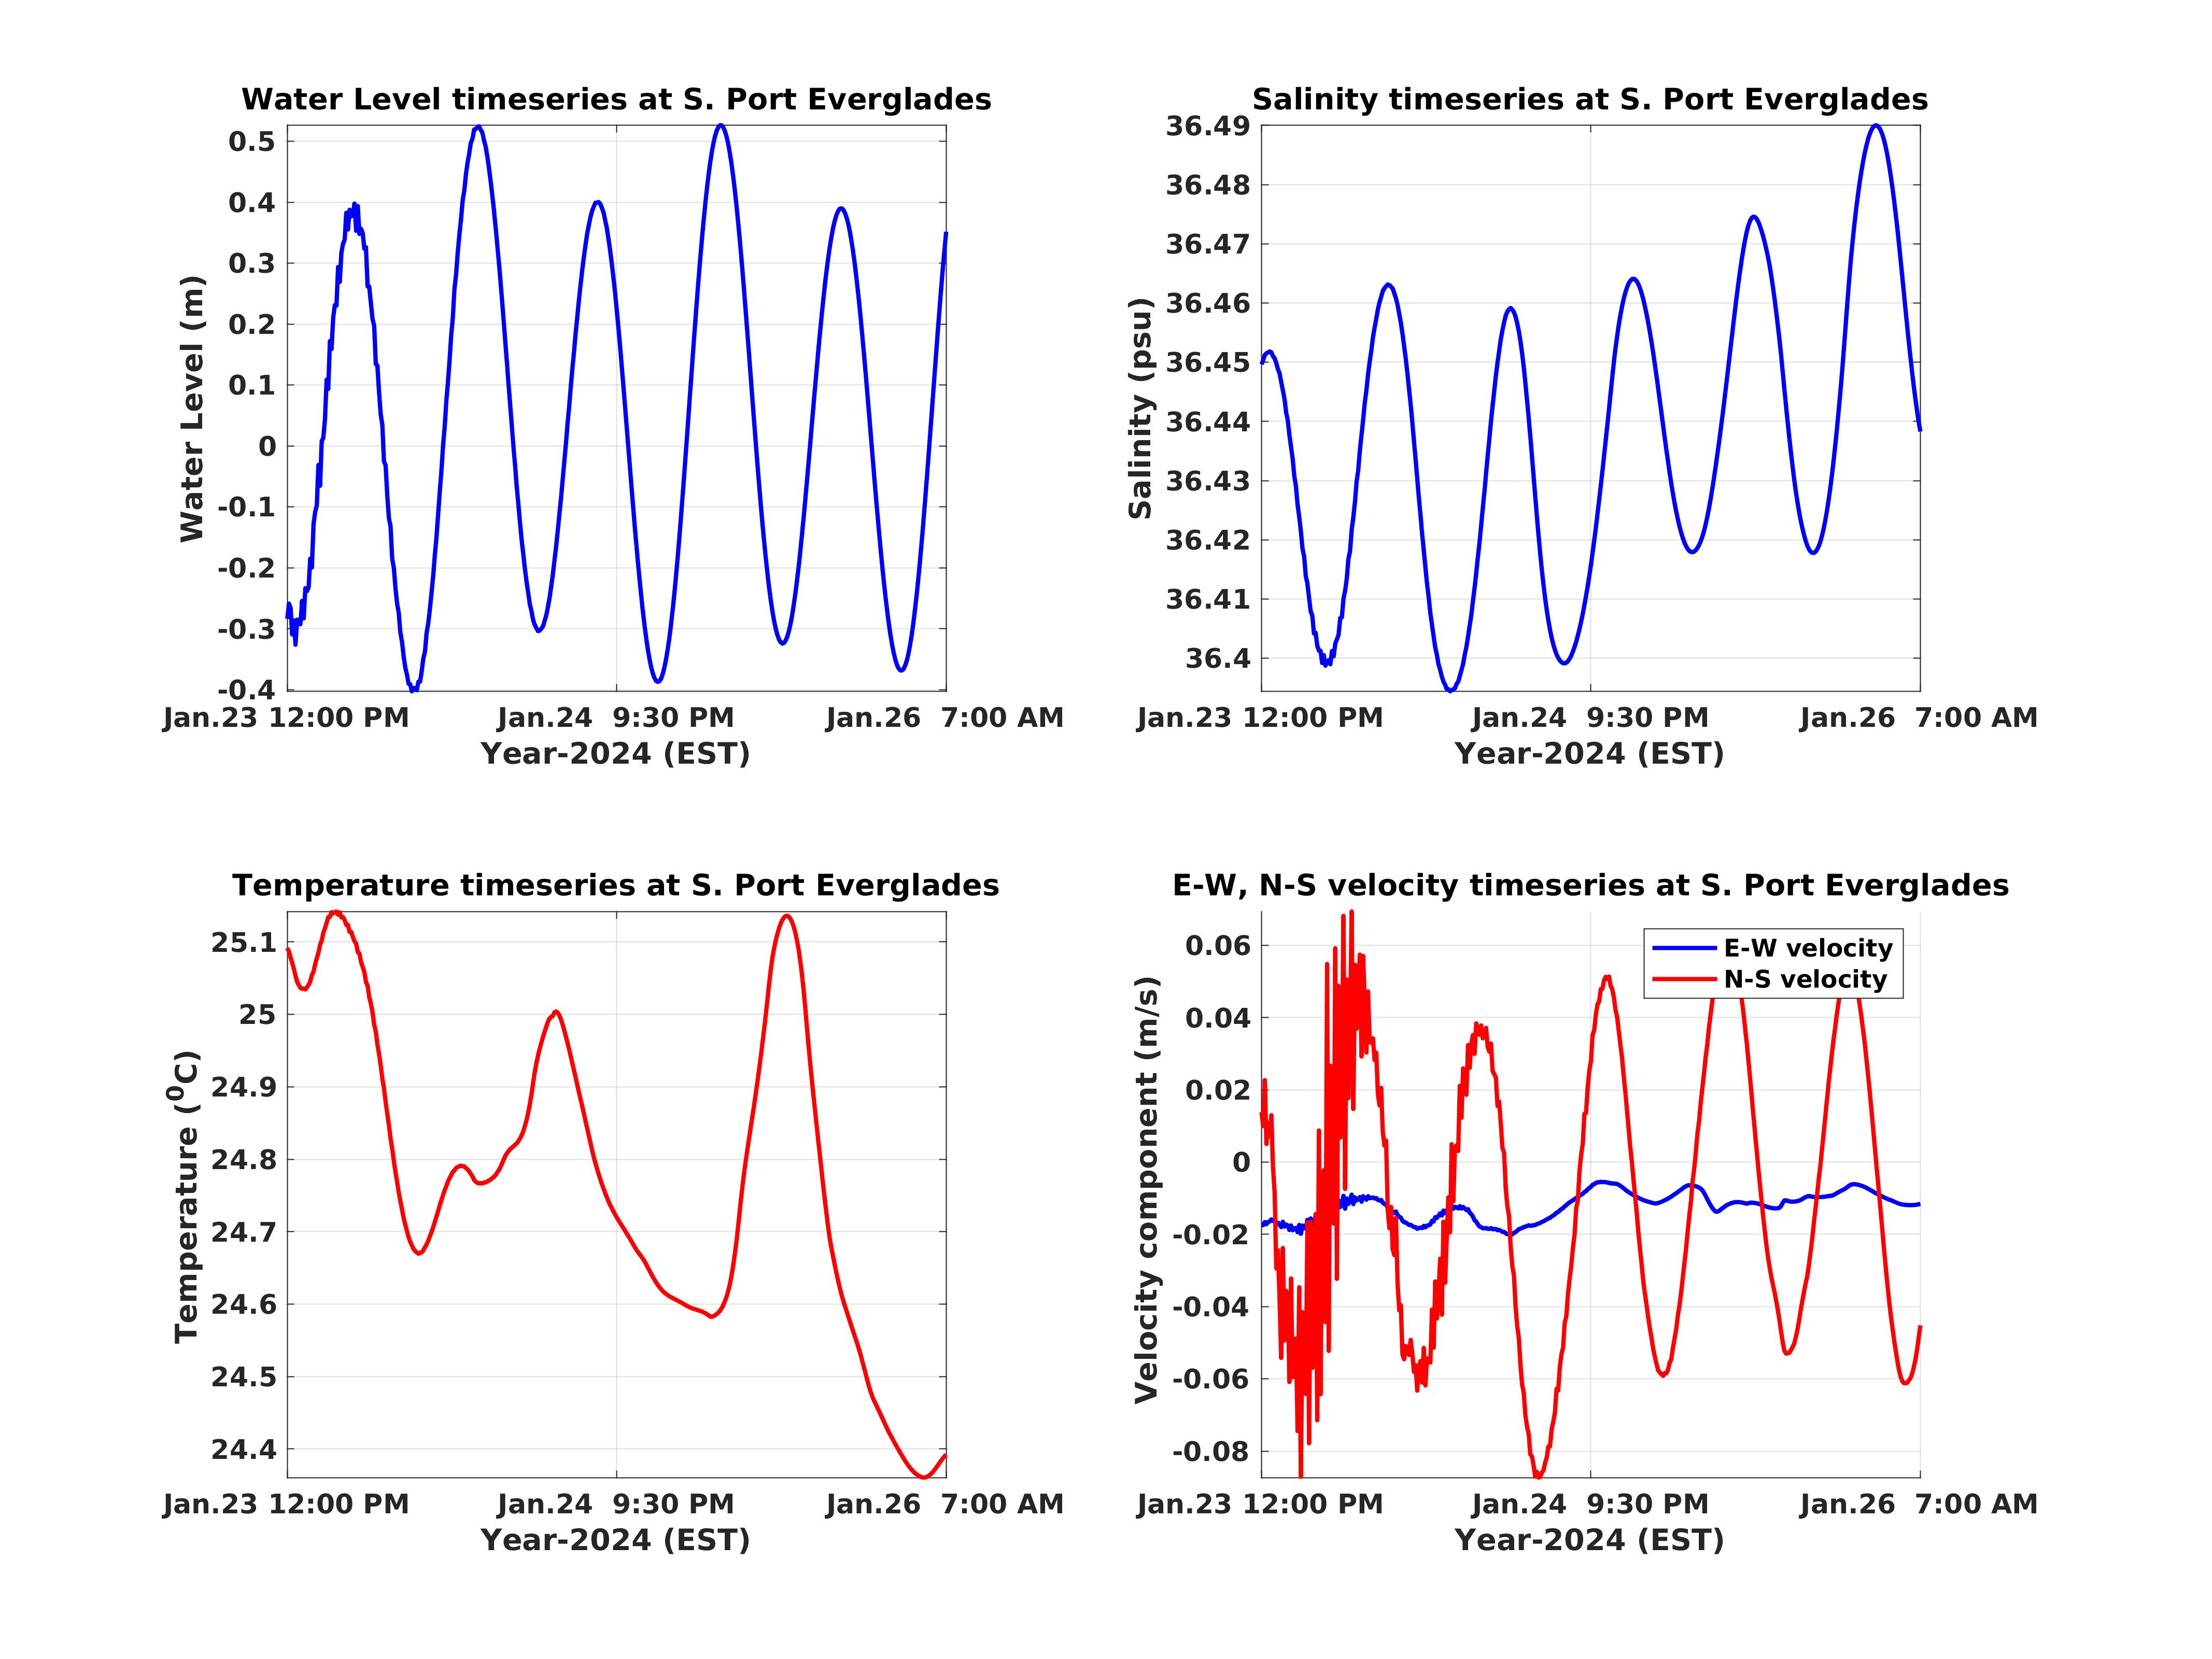 Water Level timeseries at S. Port Everglades
Water Level (m)
0.5
0.4
0.3
0.2
0.1
0
-0.1
-0.2
-0.3
-0.4
Jan.23 12:00 PM
Jan.24  9:30 PM
Jan.26  7:00 AM
Year-2024 (EST)
Salinity timeseries at S. Port Everglades
Salinity (psu)
36.49
36.48
36.47
36.46
36.45
36.44
36.43
36.42
36.41
36.4
Jan.23 12:00 PM
Jan.24  9:30 PM
Jan.26  7:00 AM
Year-2024 (EST)
Temperature timeseries at S. Port Everglades
Temperature (⁰C)
25.1
25
24.9
24.8
24.7
24.6
24.5
24.4
Jan.23 12:00 PM
Jan.24  9:30 PM
Jan.26  7:00 AM
Year-2024 (EST)
E-W, N-S velocity timeseries at S. Port Everglades
Velocity component (m/s)
0.06
0.04
0.02
0
-0.02
-0.04
-0.06
-0.08
E-W velocity
N-S velocity
Jan.23 12:00 PM
Jan.24  9:30 PM
Jan.26  7:00 AM
Year-2024 (EST)